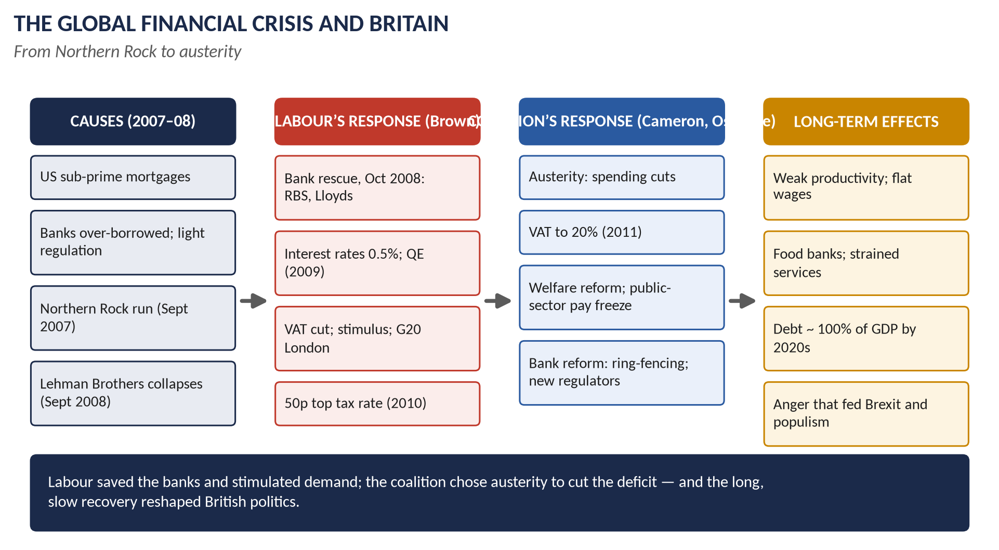 THE GLOBAL FINANCIAL CRISIS AND BRITAIN
From Northern Rock to austerity
CAUSES (2007–08)
US sub-prime mortgages
Banks over-borrowed; light
regulation
Northern Rock run (Sept
2007)
Lehman Brothers collapses
(Sept 2008)
LABOUR’S RESPONSE (Brown)
Bank rescue, Oct 2008:
RBS, Lloyds
Interest rates 0.5%; QE
(2009)
VAT cut; stimulus; G20
London
50p top tax rate (2010)
RESPONSE (Cameron,
Austerity: spending cuts
VAT to 20% (2011)
Welfare reform; public-
sector pay freeze
Bank reform: ring-fencing;
new regulators
LONG-TERM EFFECTS
Weak productivity; flat
wages
Food banks; strained
services
Debt ~ 100% of GDP by
2020s
Anger that fed Brexit and
populism
Labour saved the banks and stimulated demand; the coalition chose austerity to cut the deficit — and the long,
slow recovery reshaped British politics.